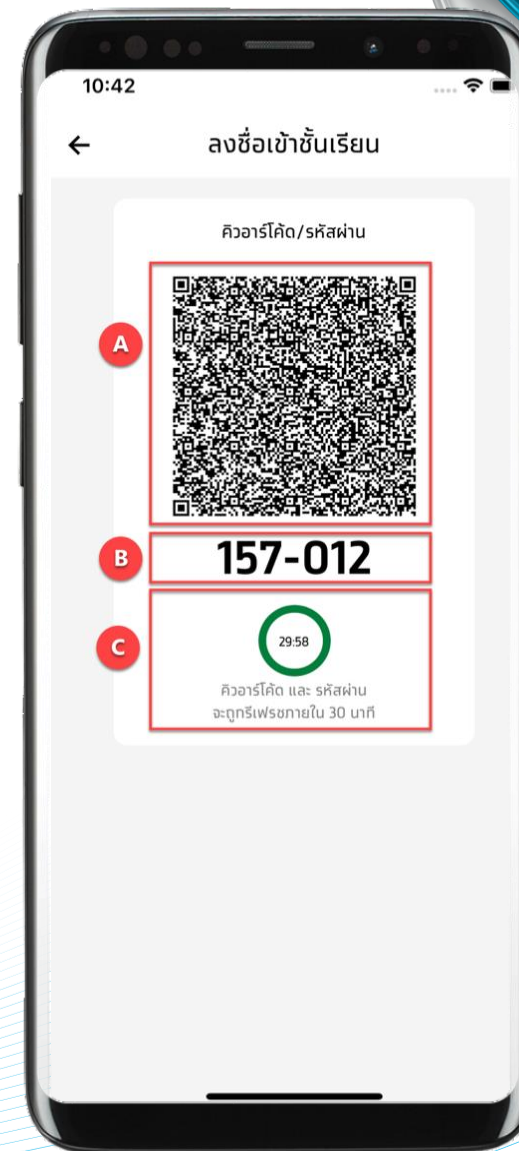 10:42
ลงชื่อเข้าชั้นเรียน
คิวอาร์โค้ด/รหัสผ่าน
A
B
157-012
C
29:58
คิวอาร์โค้ด และ รหัสผ่าน
จะถูกรีเฟรชภายใน 30 นาที